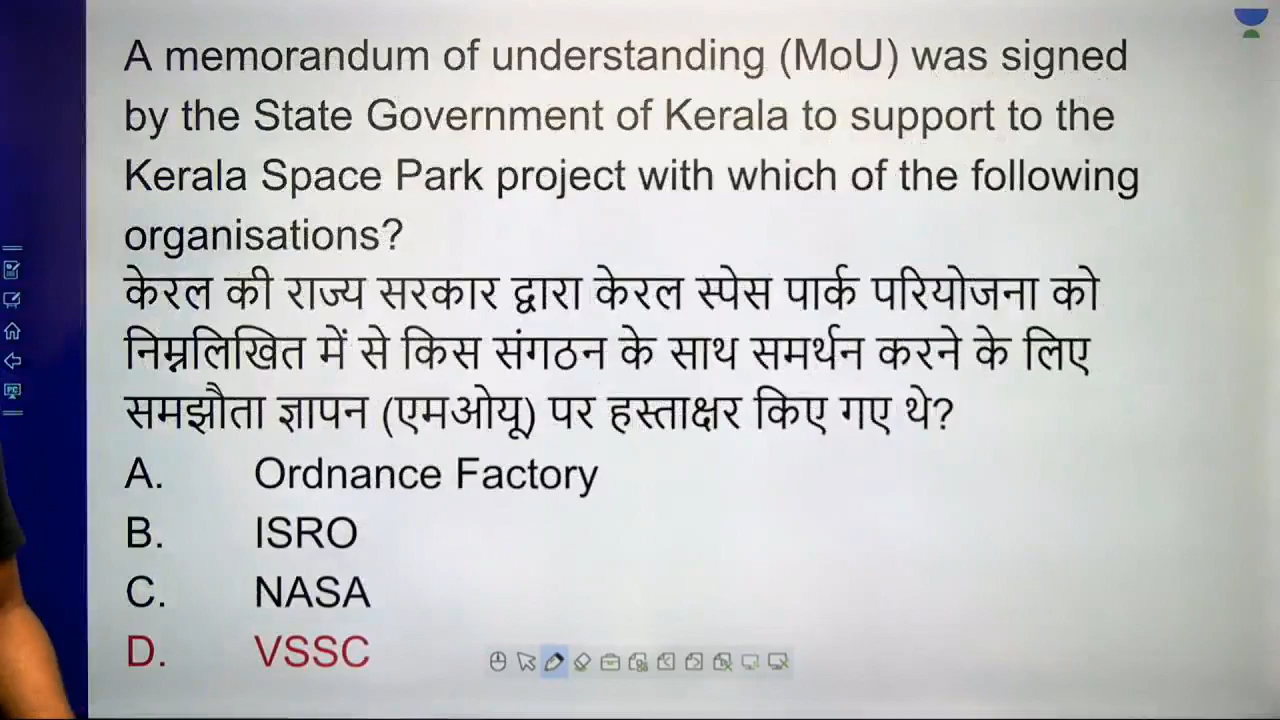 A memorandum of understanding (MoU) was signed
by the State Government of Kerala to support to the
Kerala Space Park project with which of the following
organisations?
केरल की राज्य सरकार द्वारा केरल स्पेस पार्क परियोजना को
निम्नलिखित में से किस संगठन के साथ समर्थन करने के लिए
समझौता ज्ञापन (एमओयू) पर हस्ताक्षर किए गए थे?
A. Ordnance Factory
B. ISRO
C. NASA
D. VSSC
PC